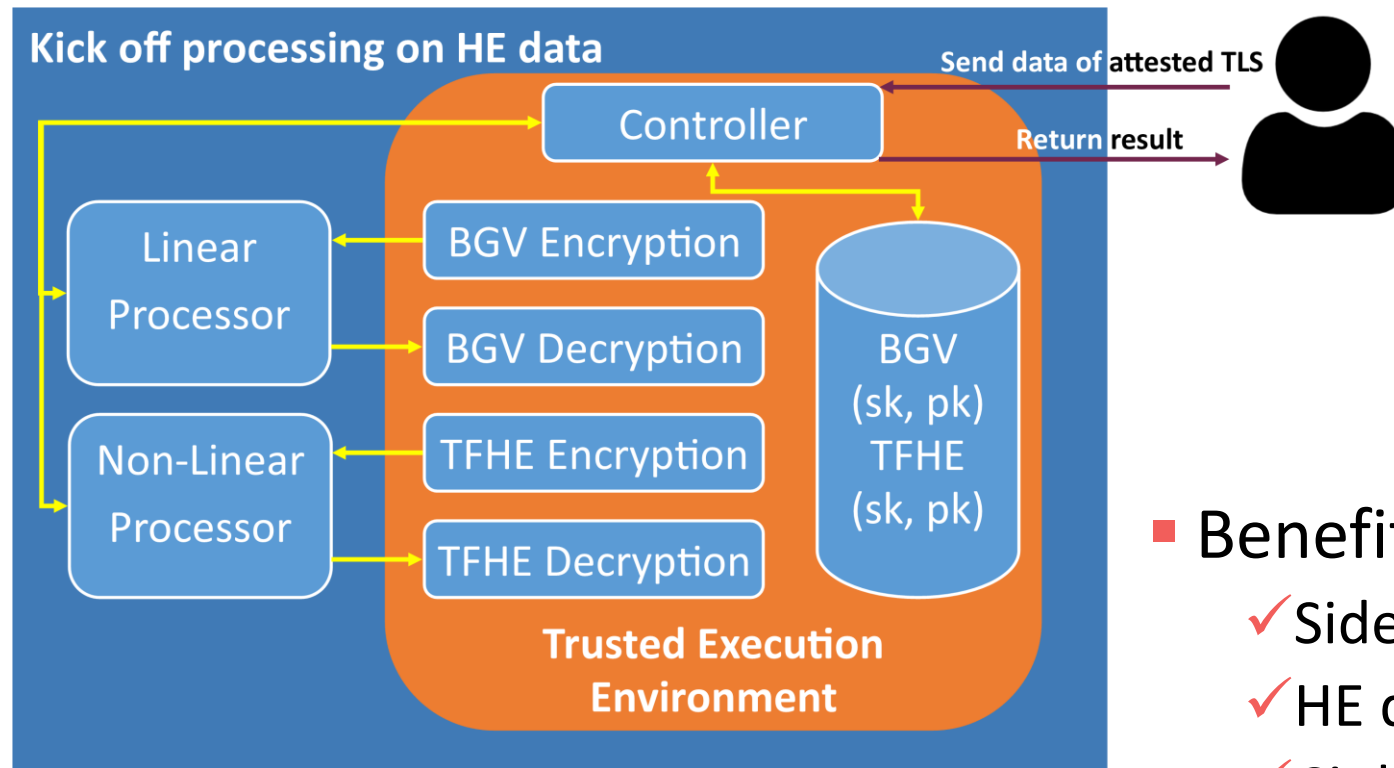 Kick off processing on HE data
Send data of attested TLS
Controller
Return result
Linear
Processor
BGV Encryption
BGV Decryption
BGV
(sk, pk)
TFHE
(sk, pk)
Non-Linear
Processor
TFHE Encryption
TFHE Decryption
Trusted Execution
Environment
Benefit
Side
HE